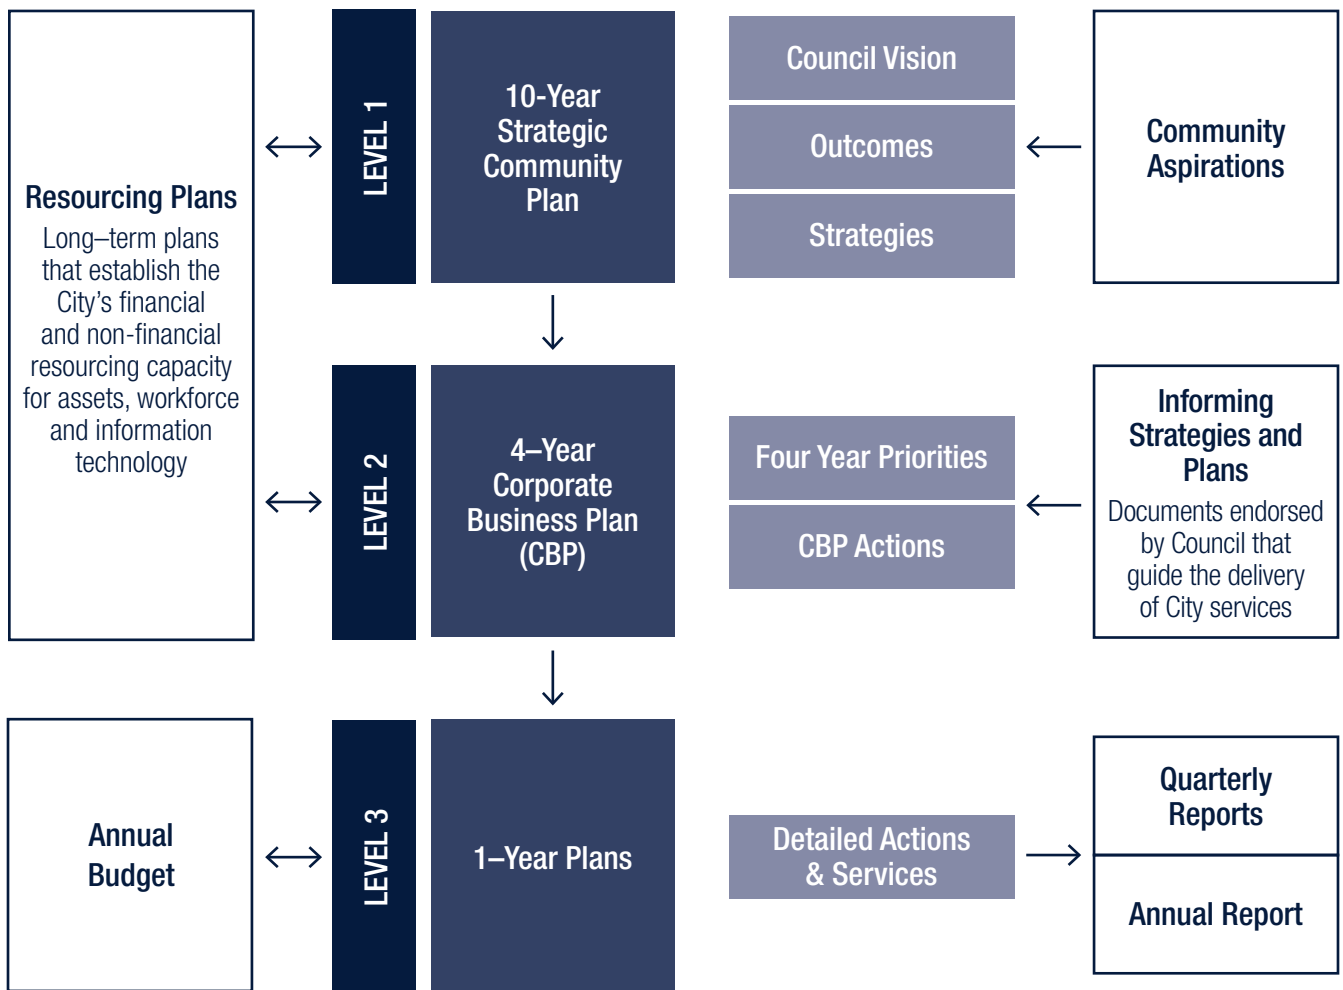 Resourcing Plans
Long–term plans
that establish the
City’s financial
and non-financial
resourcing capacity
for assets, workforce
and information
technology
LEVEL 1
10-Year
Strategic
Community
Plan
Council Vision
Outcomes
Strategies
Community
Aspirations
LEVEL 2
4–Year
Corporate
Business Plan
(CBP)
Four Year Priorities
CBP Actions
Informing
Strategies and
Plans
Documents endorsed
by Council that
guide the delivery
of City services
Annual
Budget
LEVEL 3
1–Year Plans
Detailed Actions
& Services
Quarterly
Reports
Annual Report